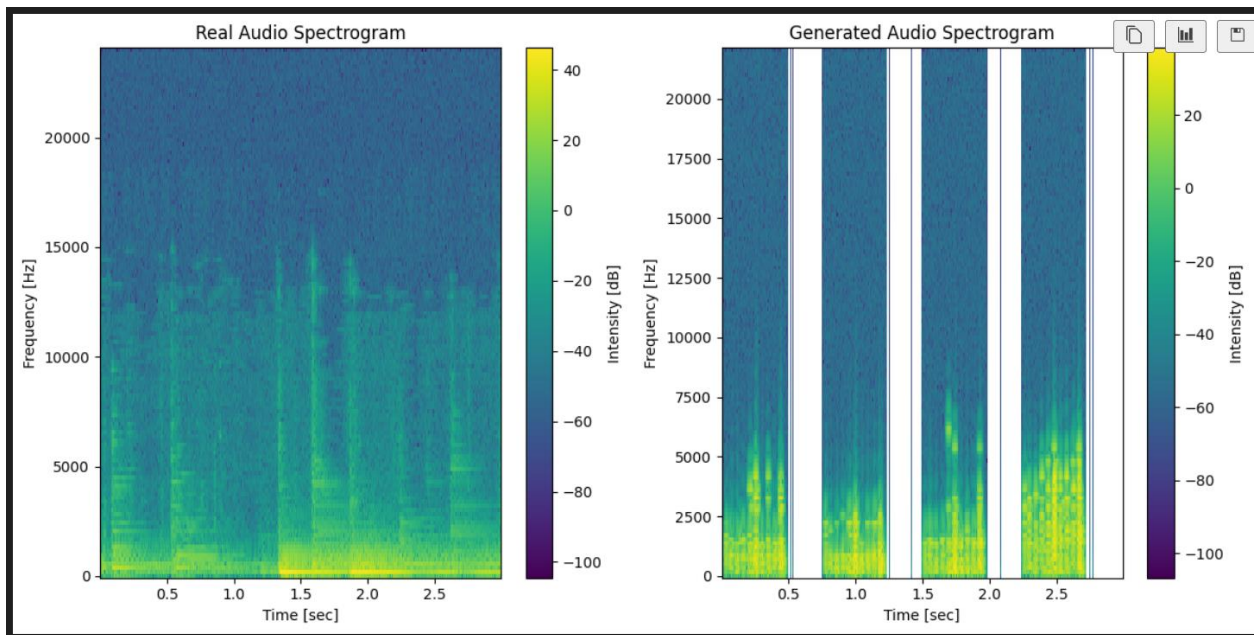 Real Audio Spectrogram
Frequency [Hz]
20000
15000
10000
5000
0
0.5 1.0 1.5 2.0 2.5
Time [sec]
40
20
0
−20
−40
−60
−80
−100
Intensity [dB]
Generated Audio Spectrogram
Frequency [Hz]
20000
17500
15000
12500
10000
7500
5000
2500
0
0.5 1.0 1.5 2.0 2.5
Time [sec]
20
0
−20
−40
−60
−80
−100
Intensity [dB]